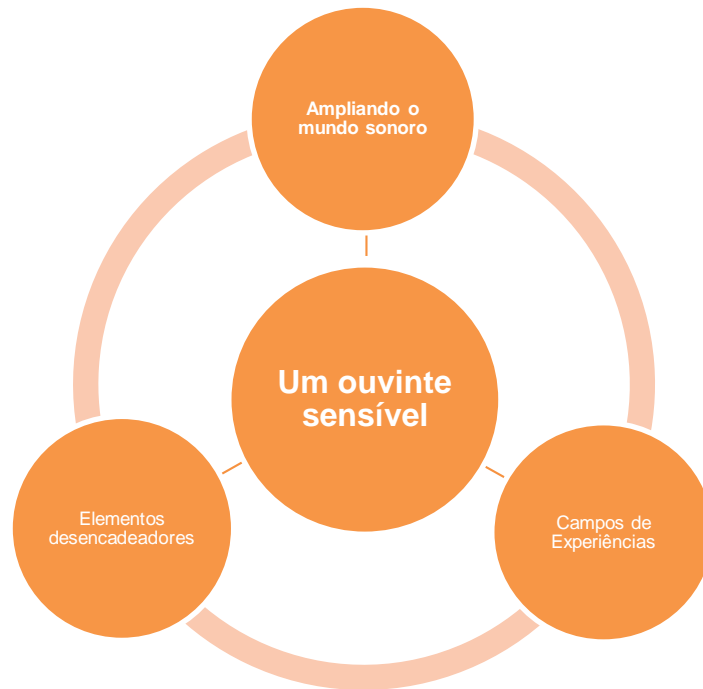 Ampliando o
mundo sonoro
Um ouvinte
sensível
Elementos
desencadeadores
Campos de
Experiências